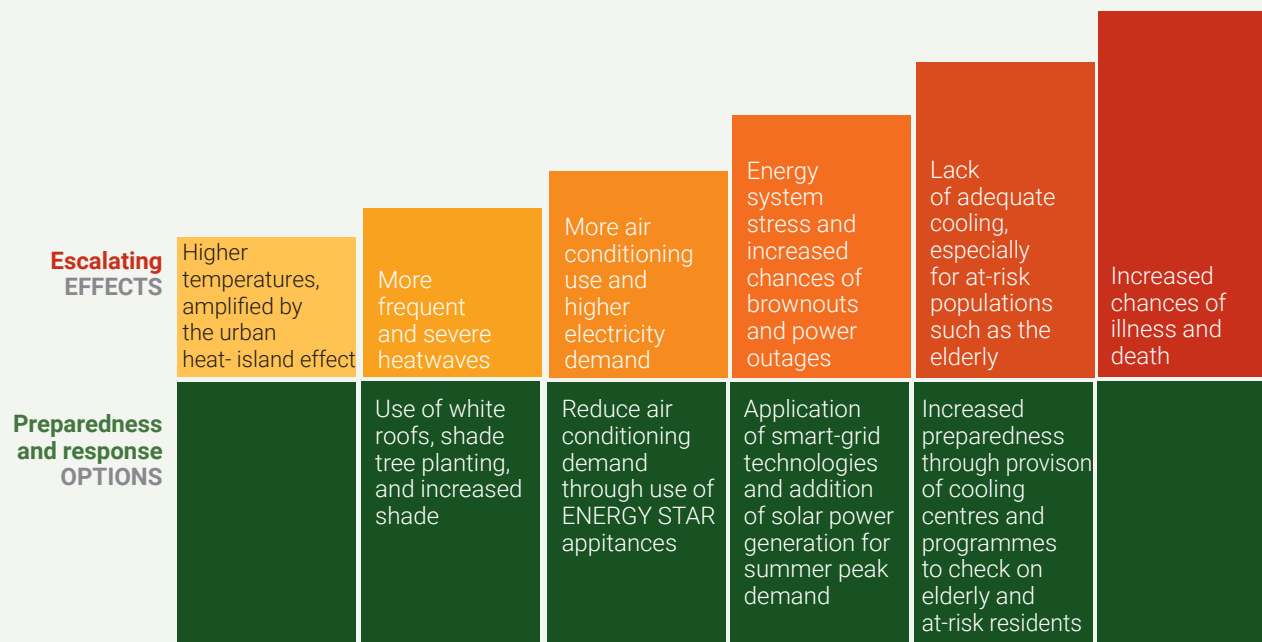 Escalating
EFFECTS
Higher
temperatures,
amplified by
the urban
heat- island effect
More
frequent
and severe
heatwaves
More air
conditioning
use and
higher
electricity
demand
Energy
system
stress and
increased
chances of
brownouts
and power
outages
Lack
of adequate
cooling,
especially
for at-risk
populations
such as the
elderly
Increased
chances of
illness and
death
Preparedness
and response
OPTIONS
Use of white
roofs, shade
tree planting,
and increased
shade
Reduce air
conditioning
demand
through use of
ENERGY STAR
appitances
Application
of smart-grid
technologies
and addition
of solar power
generation for
summer peak
demand
Increased
preparedness
through provison
of cooling
centres and
programmes
to check on
elderly and
at-risk residents